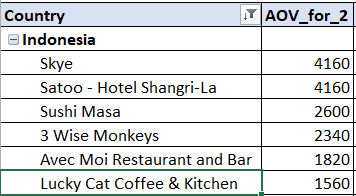 Country AOV_for_2
Indonesia
Skye 4160
Satoo - Hotel Shangri-La 4160
Sushi Masa 2600
3 Wise Monkeys 2340
Avec Moi Restaurant and Bar 1820
Lucky Cat Coffee & Kitchen 1560